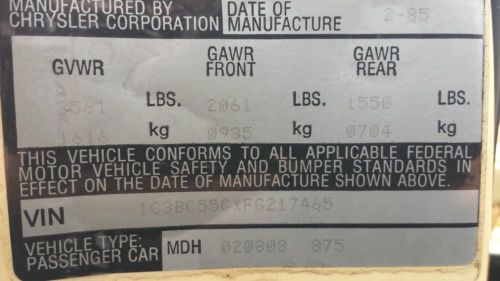 MANUFACTURED BY DATE OF 2-85
CHRYSLER CORPORATION MANUFACTURE
GVWR GAWR FRONT GAWR REAR
3561 LBS. 2061 LBS. 1550 LBS.
1616 kg 0935 kg 0704 kg
THIS VEHICLE CONFORMS TO ALL APPLICABLE FEDERAL
MOTOR VEHICLE SAFETY AND BUMPER STANDARDS IN
EFFECT ON THE DATE OF MANUFACTURE SHOWN ABOVE.
VIN 1C3BC55GXFG217465
VEHICLE TYPE: MDH 020808 875
PASSENGER CAR